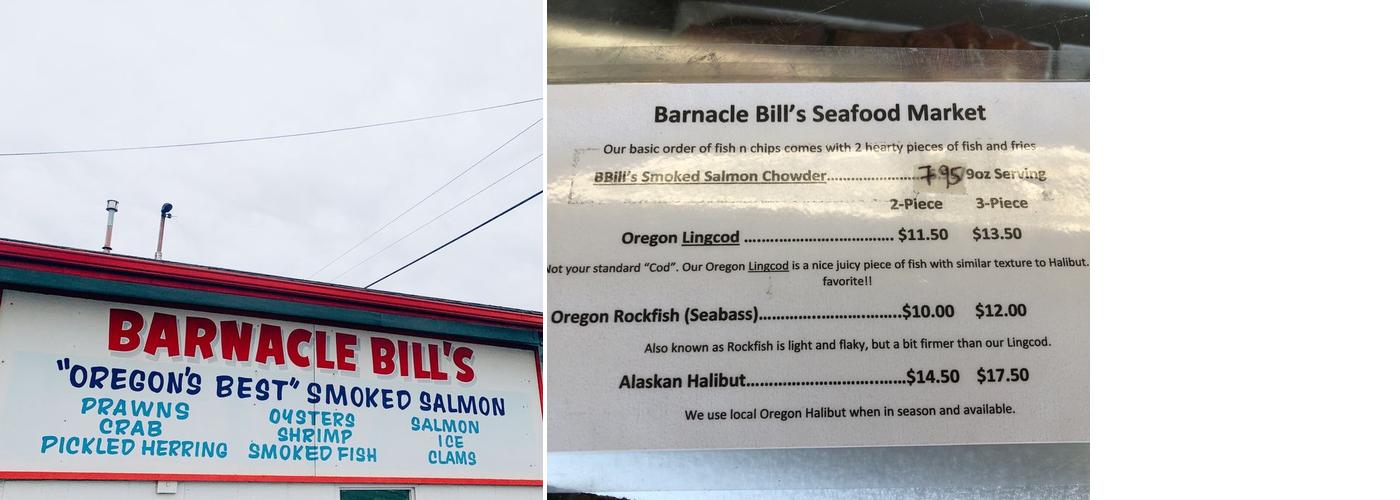 BARNACLE BILL'S
"OREGON'S BEST" SMOKED SALMON
PRAWNS
CRAB
PICKLED HERRING
OYSTERS
SHRIMP
SMOKED FISH
SALMON
ICE
CLAMS
Barnacle Bill's Seafood Market
Our basic order of fish n chips comes with 2 hearty pieces of fish and fries
BBill's Smoked Salmon Chowder.....................7.95 9oz Serving
2-Piece 3-Piece
Oregon Lingcod .................................... $11.50 $13.50
Not your standard “Cod”. Our Oregon Lingcod is a nice juicy piece of fish with similar texture to Halibut.
favorite!!
Oregon Rockfish (Seabass)..................................$10.00 $12.00
Also known as Rockfish is light and flaky, but a bit firmer than our Lingcod.
Alaskan Halibut......................................$14.50 $17.50
We use local Oregon Halibut when in season and available.